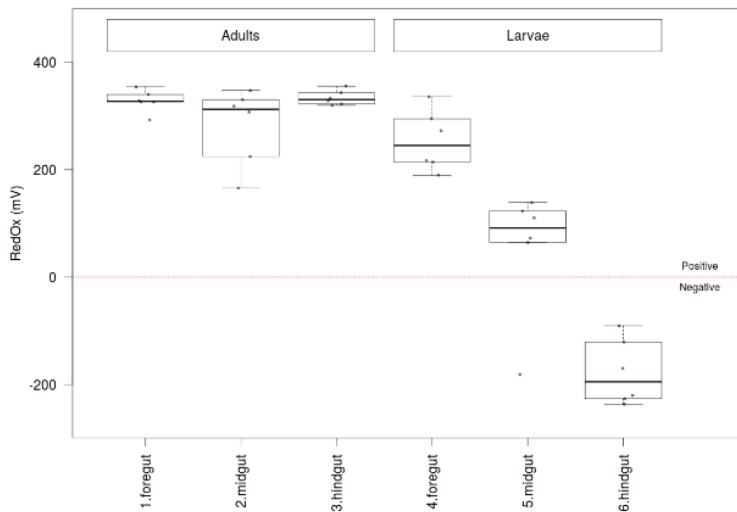 Adults Larvae
400
200
0
-200
RedOx (mV)
Positive
Negative
1.foregut
2.midgut
3.hindgut
4.foregut
5.midgut
6.hindgut